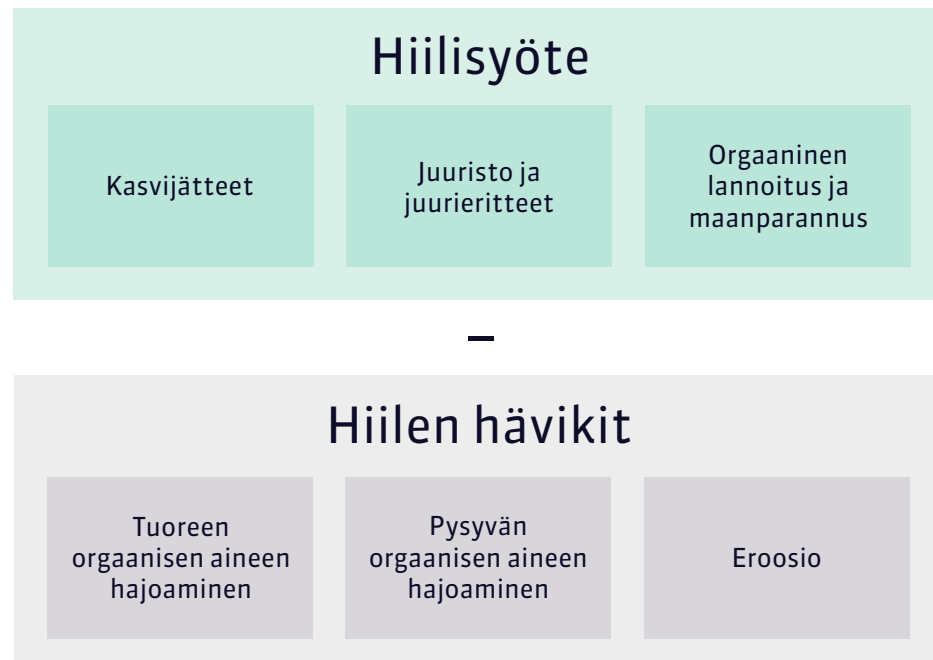 Hiilisyöte
Kasvijätteet
Juuristo ja
juurieritteet
Orgaaninen
lannoitus ja
maanparannus
–
Hiilen hävikit
Tuoreen
orgaanisen aineen
hajoaminen
Pysyvän
orgaanisen aineen
hajoaminen
Eroosio